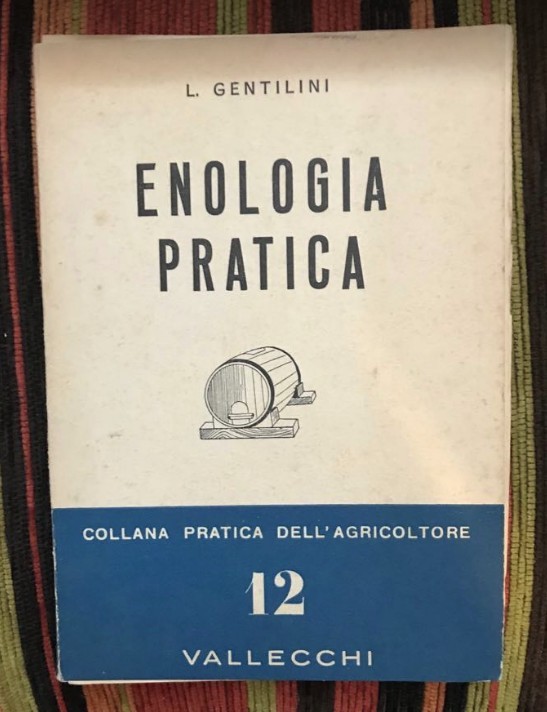 L. GENTILINI
ENOLOGIA
PRATICA
COLLANA PRATICA DELL'AGRICOLTORE
12
VALLECCHI